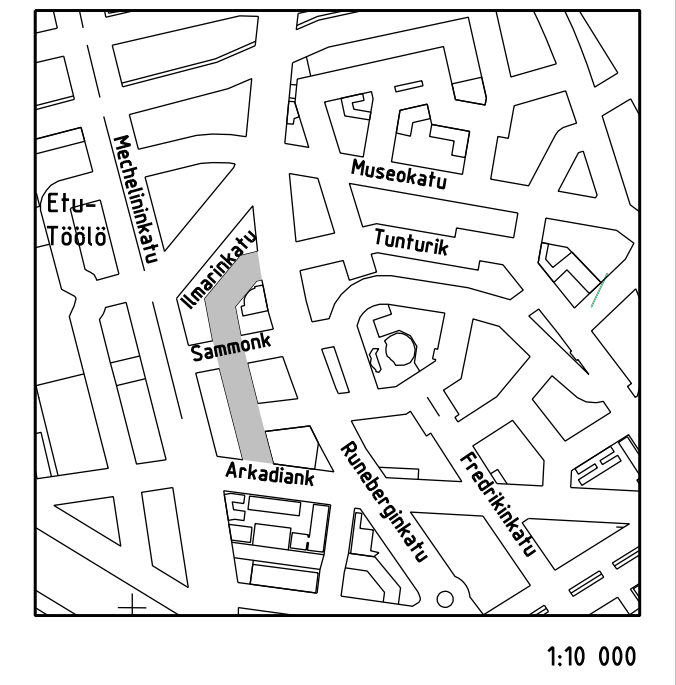 Mechelininkatu
Museokatu
Etu-
Töölö
Tunturik
Ilmarinkatu
Sammonk
Arkadiank
Runeberginkatu
Fredrikinkatu
1:10 000